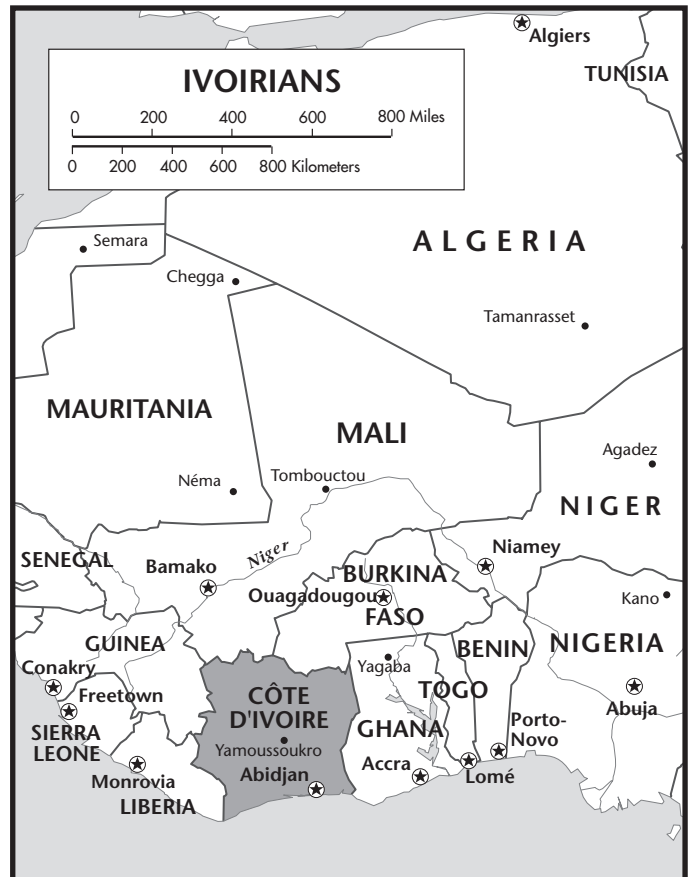 Algiers
TUNISIA
IVOIRIANS
0 200 400 600 800 Miles
0 200 400 600 800 Kilometers
Semara
ALGERIA
Chegga
Tamanrasset
MAURITANIA
MALI
Agadez
Néma
Tombouctou
NIGER
SENEGAL
Bamako
Niger
Niamey
BURKINA
FASO
Ouagadougou
Kano
GUINEA
BENIN
NIGERIA
Conakry
Yagaba
Freetown
CÔTE
D'IVOIRE
TOGO
Abuja
SIERRA
LEONE
GHANA
Porto-
Novo
Yamoussoukro
Monrovia
Abidjan
Accra
Lomé
LIBERIA